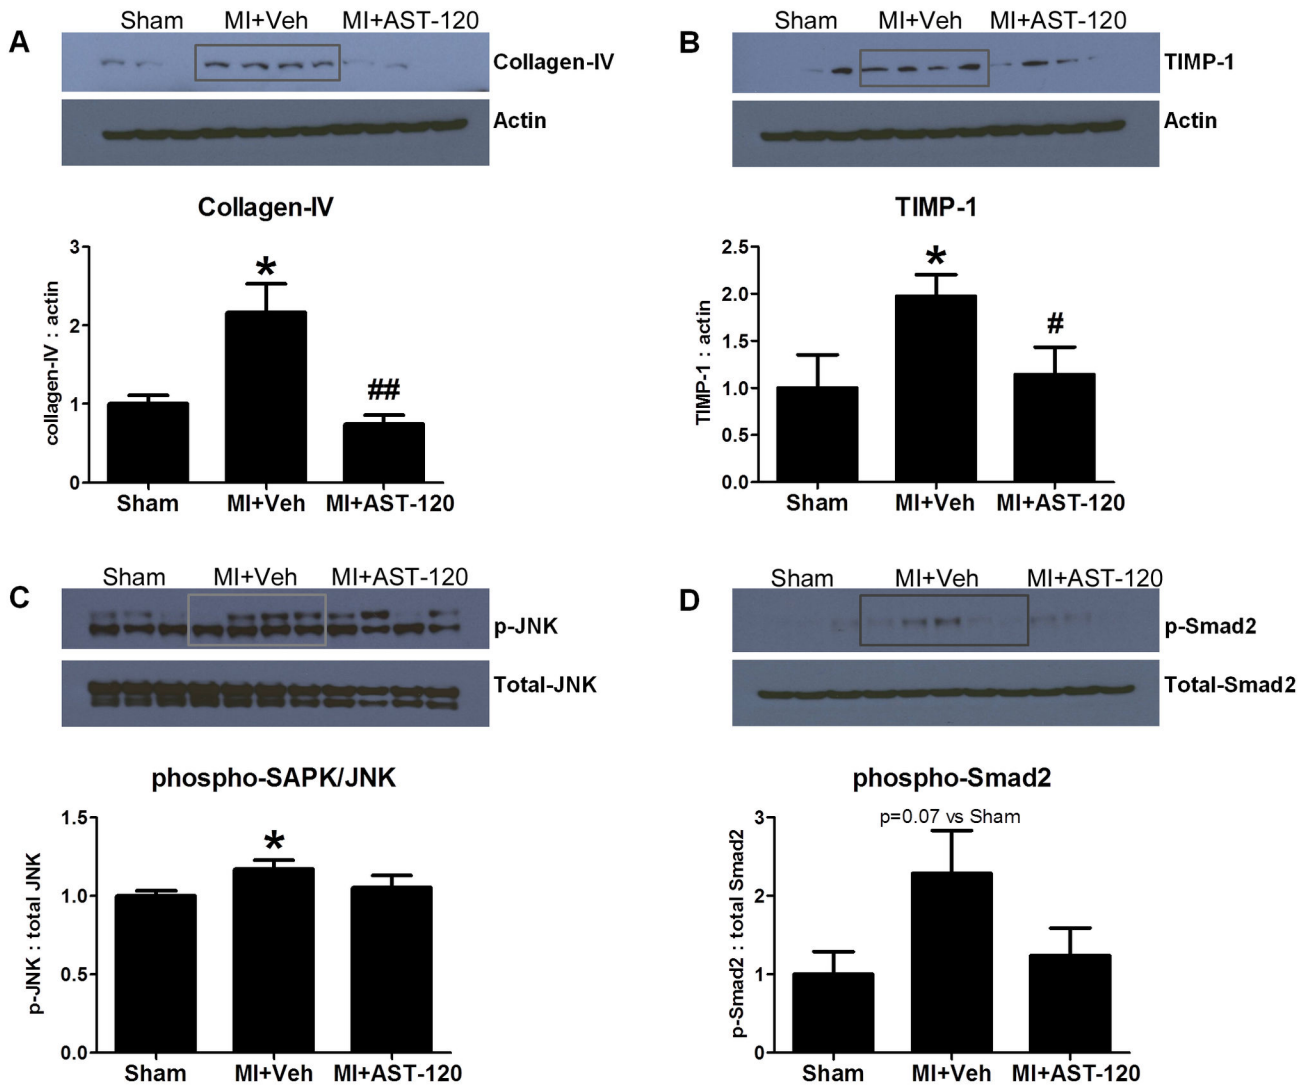 A
Sham MI+Veh MI+AST-120
Collagen-IV
Actin
Collagen-IV
collagen-IV : actin
3
2
1
0
*
##
Sham MI+Veh MI+AST-120
B
Sham MI+Veh MI+AST-120
TIMP-1
Actin
TIMP-1
TIMP-1 : actin
2.5
2.0
1.5
1.0
0.5
0.0
*
#
Sham MI+Veh MI+AST-120
C
Sham MI+Veh MI+AST-120
p-JNK
Total-JNK
phospho-SAPK/JNK
p-JNK : total JNK
1.5
1.0
0.5
0.0
*
Sham MI+Veh MI+AST-120
D
Sham MI+Veh MI+AST-120
p-Smad2
Total-Smad2
phospho-Smad2
p=0.07 vs Sham
p-Smad2 : total Smad2
3
2
1
0
Sham MI+Veh MI+AST-120